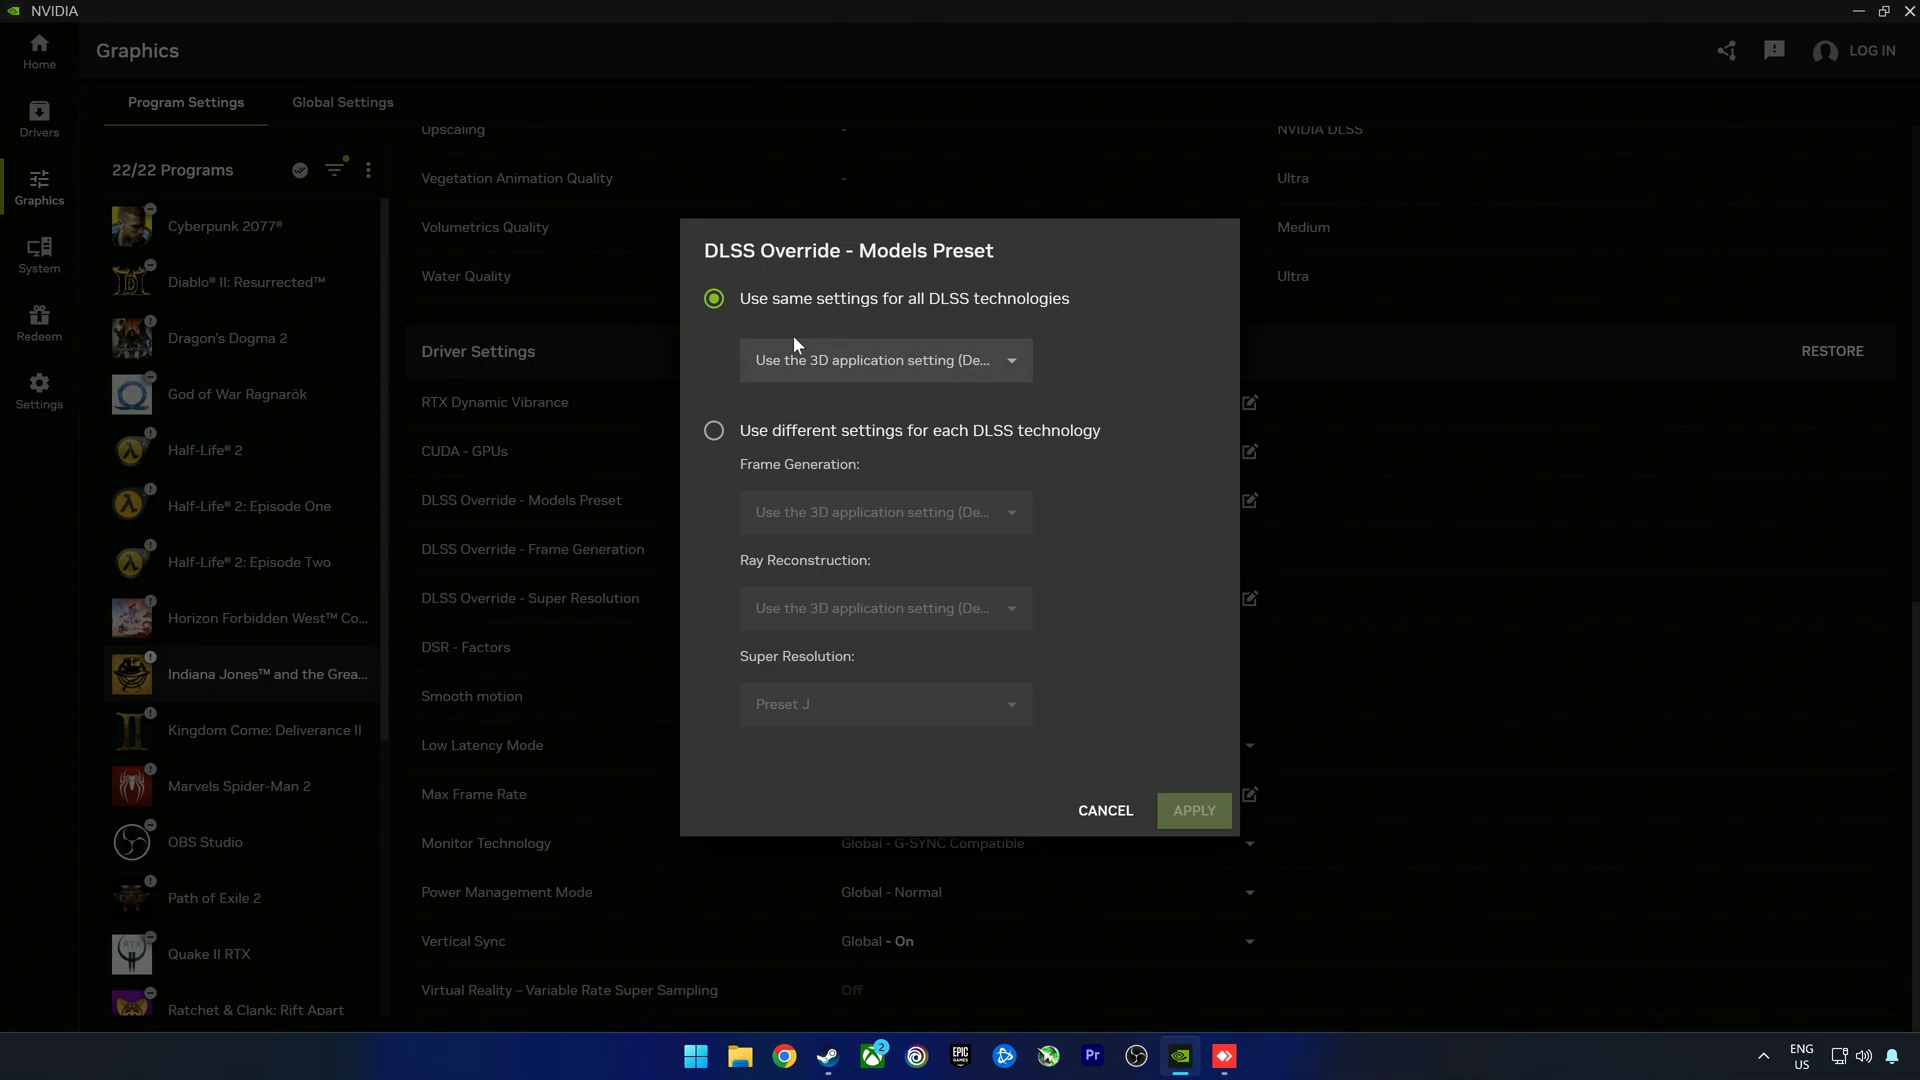 NVIDIA
Home
Graphics
LOG IN
Drivers
Graphics
System
Redeem
Settings
Program Settings
Global Settings
22/22 Programs
Cyberpunk 2077®
Diablo® II: Resurrected™
Dragon's Dogma 2
God of War Ragnarök
Half-Life® 2
Half-Life® 2: Episode One
Half-Life® 2: Episode Two
Horizon Forbidden West™ Co...
Indiana Jones™ and the Grea...
Kingdom Come: Deliverance II
Marvels Spider-Man 2
OBS Studio
Path of Exile 2
Quake II RTX
Ratchet & Clank: Rift Apart
Upscaling - NVIDIA DLSS
Vegetation Animation Quality - Ultra
Volumetrics Quality Medium
Water Quality Ultra
Driver Settings RESTORE
RTX Dynamic Vibrance
CUDA - GPUs
DLSS Override - Models Preset
DLSS Override - Frame Generation
DLSS Override - Super Resolution
DSR - Factors
Smooth motion
Low Latency Mode
Max Frame Rate
Monitor Technology Global - G-SYNC Compatible
Power Management Mode Global - Normal
Vertical Sync Global - On
Virtual Reality – Variable Rate Super Sampling Off
DLSS Override - Models Preset
Use same settings for all DLSS technologies
Use the 3D application setting (De...
Use different settings for each DLSS technology
Frame Generation:
Use the 3D application setting (De...
Ray Reconstruction:
Use the 3D application setting (De...
Super Resolution:
Preset J
CANCEL APPLY
2
EPIC
GAMES
Pr
ENG
US